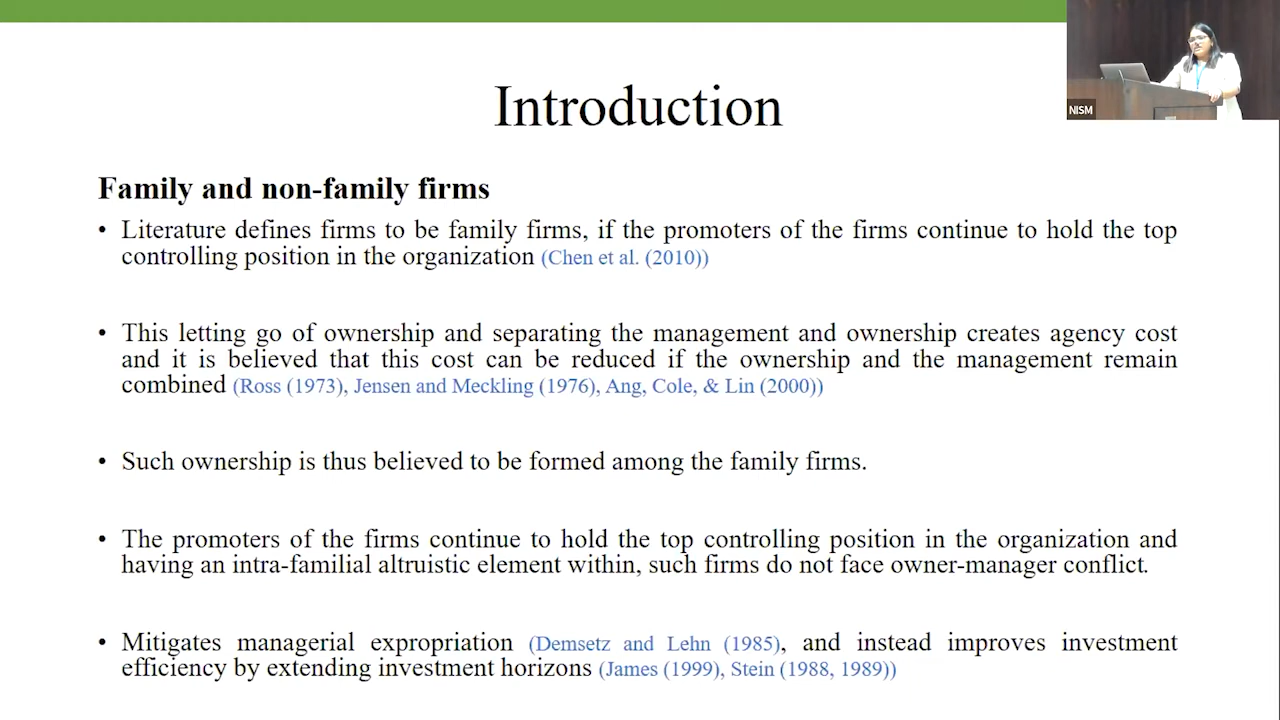 NISM
Introduction
Family and non-family firms
• Literature defines firms to be family firms, if the promoters of the firms continue to hold the top
controlling position in the organization (Chen et al. (2010))
• This letting go of ownership and separating the management and ownership creates agency cost
and it is believed that this cost can be reduced if the ownership and the management remain
combined (Ross (1973), Jensen and Meckling (1976), Ang, Cole, & Lin (2000))
• Such ownership is thus believed to be formed among the family firms.
• The promoters of the firms continue to hold the top controlling position in the organization and
having an intra-familial altruistic element within, such firms do not face owner-manager conflict.
• Mitigates managerial expropriation (Demsetz and Lehn (1985), and instead improves investment
efficiency by extending investment horizons (James (1999), Stein (1988, 1989))